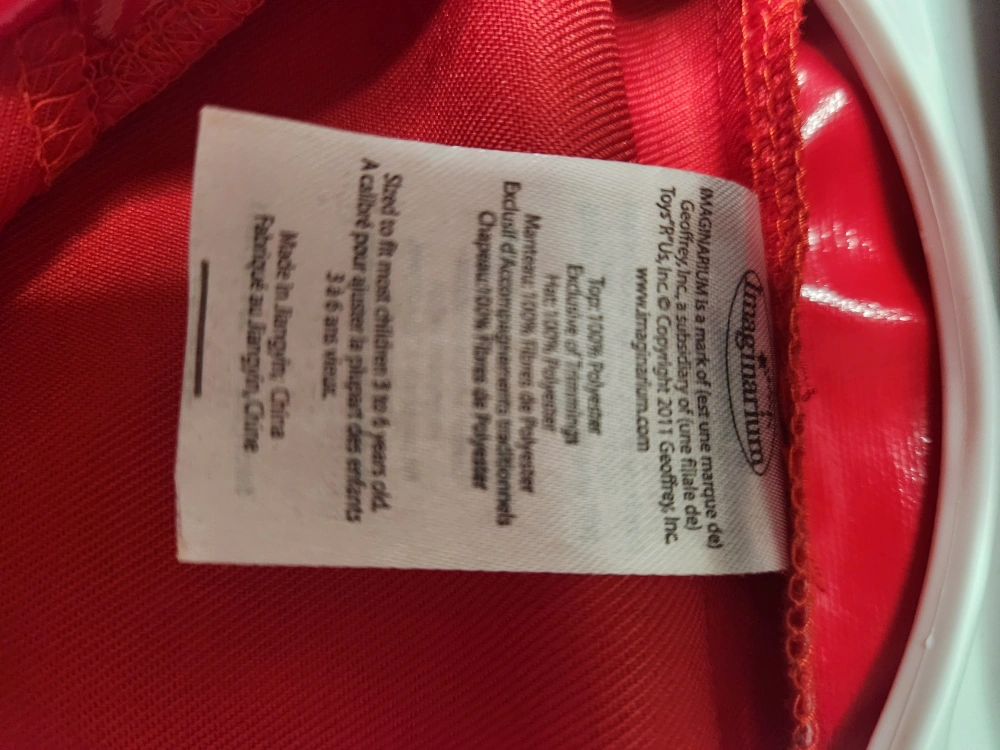 Imaginarium
IMAGINARIUM is a mark of (est une marque de)
Geoffrey, Inc., a subsidiary of (une filiale de)
Toys"R"Us, Inc. © Copyright 2011 Geoffrey, Inc.
www.imaginarium.com
Top: 100% Polyester
Exclusive of Trimmings
Hat: 100% Polyester
Manteau: 100% Fibres de Polyester
Exclusif d'Accompagnements traditionnels
Chapeau: 100% Fibres de Polyester
Sized to fit most children 3 to 6 years old.
A calibré pour ajuster la plupart des enfants
3 à 6 ans vieux.
Made in Jiangyin, China
Fabriqué au Jiangyin, Chine